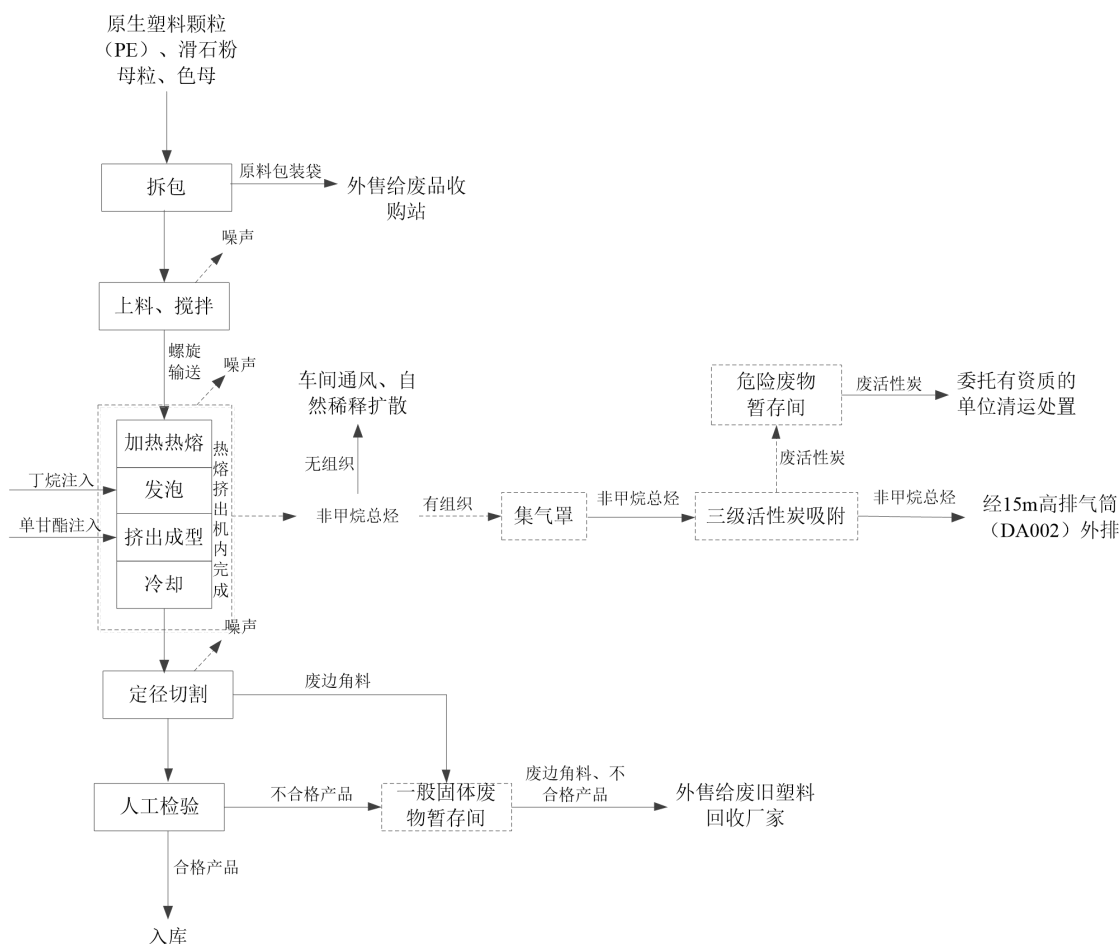 原生塑料颗粒
（PE）、滑石粉
母粒、色母
拆包
原料包装袋
外售给废品收
购站
噪声
上料、搅拌
螺旋
输送
噪声
加热热熔
发泡
挤出成型
冷却
热熔挤出机内完成
丁烷注入
单甘酯注入
车间通风、自
然稀释扩散
无组织
非甲烷总烃
有组织
集气罩
非甲烷总烃
三级活性炭吸附
废活性炭
危险废物
暂存间
废活性炭
委托有资质的
单位清运处置
非甲烷总烃
经15m高排气筒
（DA002）外排
噪声
定径切割
废边角料
人工检验
不合格产品
一般固体废
物暂存间
废边角料、不
合格产品
外售给废旧塑料
回收厂家
合格产品
入库